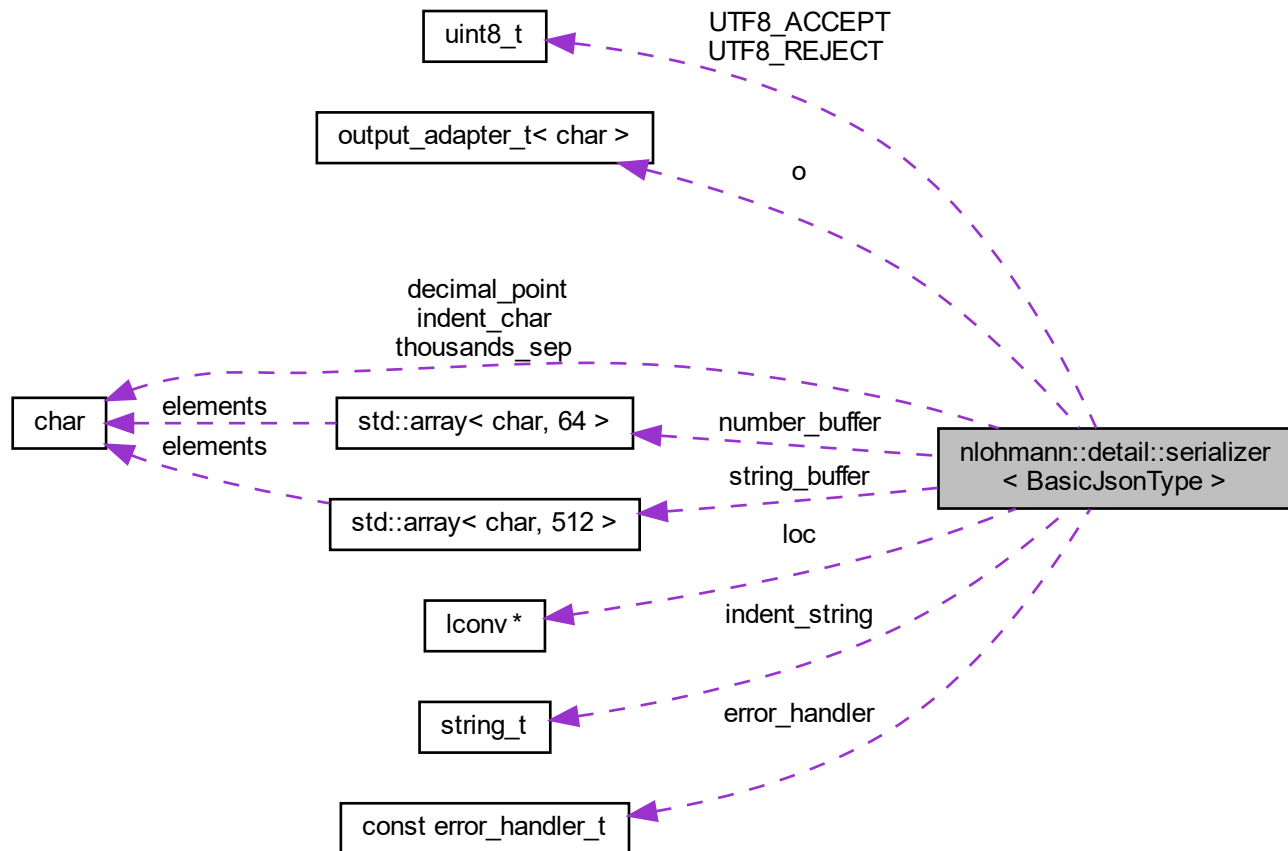 uint8_t
UTF8_ACCEPT
UTF8_REJECT
output_adapter_t< char >
o
decimal_point
indent_char
thousands_sep
char
elements
elements
std::array< char, 64 >
number_buffer
nlohmann::detail::serializer
< BasicJsonType >
string_buffer
std::array< char, 512 >
loc
lconv *
indent_string
string_t
error_handler
const error_handler_t